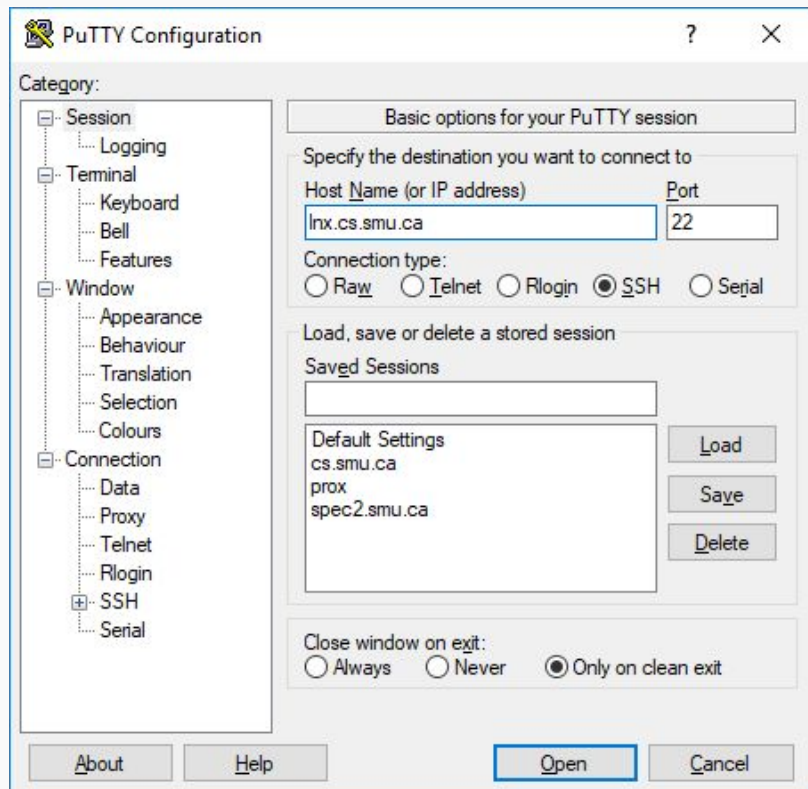 PuTTY Configuration
?
Category:
Session
Logging
Terminal
Keyboard
Bell
Features
Window
Appearance
Behaviour
Translation
Selection
Colours
Connection
Data
Proxy
Telnet
Rlogin
SSH
Serial
Basic options for your PuTTY session
Specify the destination you want to connect to
Host Name (or IP address) Port
lnx.cs.smu.ca 22
Connection type:
Raw Telnet Rlogin SSH Serial
Load, save or delete a stored session
Saved Sessions
Default Settings
cs.smu.ca
prox
spec2.smu.ca
Load
Save
Delete
Close window on exit:
Always Never Only on clean exit
About Help Open Cancel